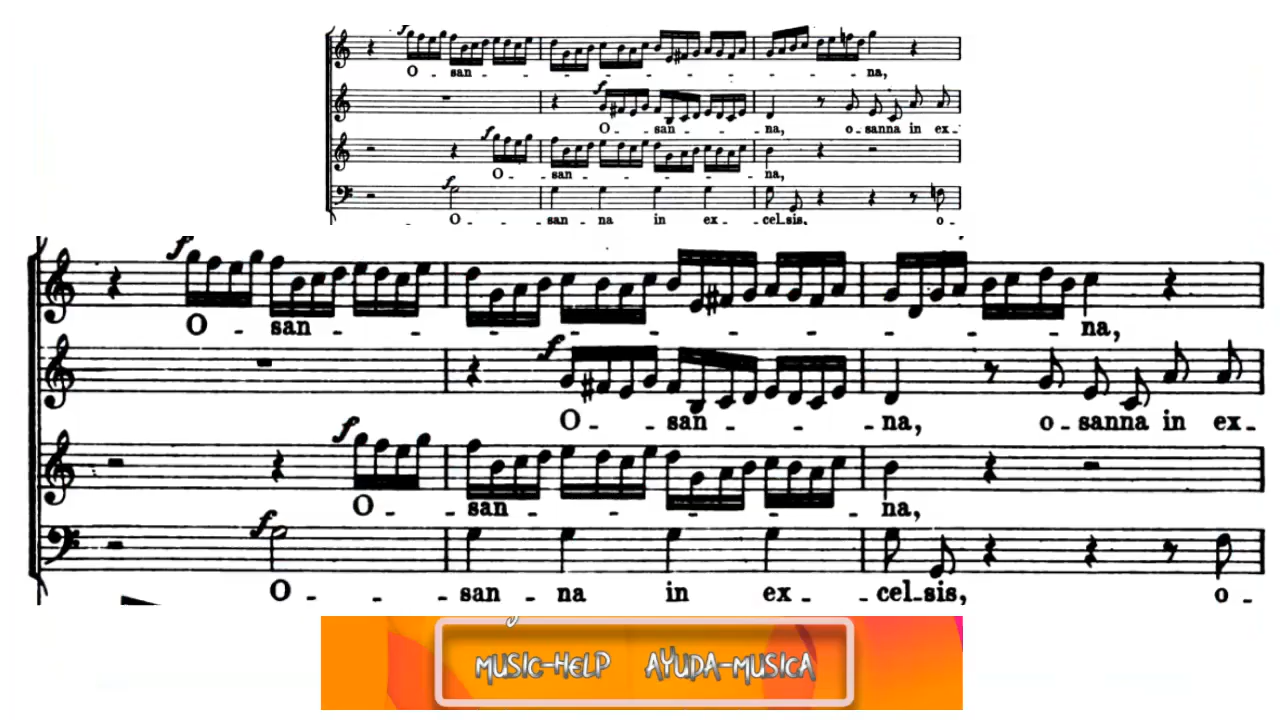 f
O - san - - - - - - - - na,
f
O - san - - - na, o - sanna in ex -
f
O - san - - - - - na,
f
O - - - san - na in ex - cel - sis, o -
f
O - san - - - - - - - - na,
f
O - san - - - na, o - sanna in ex -
f
O - san - - - - - na,
f
O - - - san - na in ex - cel - sis, o -
MUSIC-HELP AYUDA-MUSICA